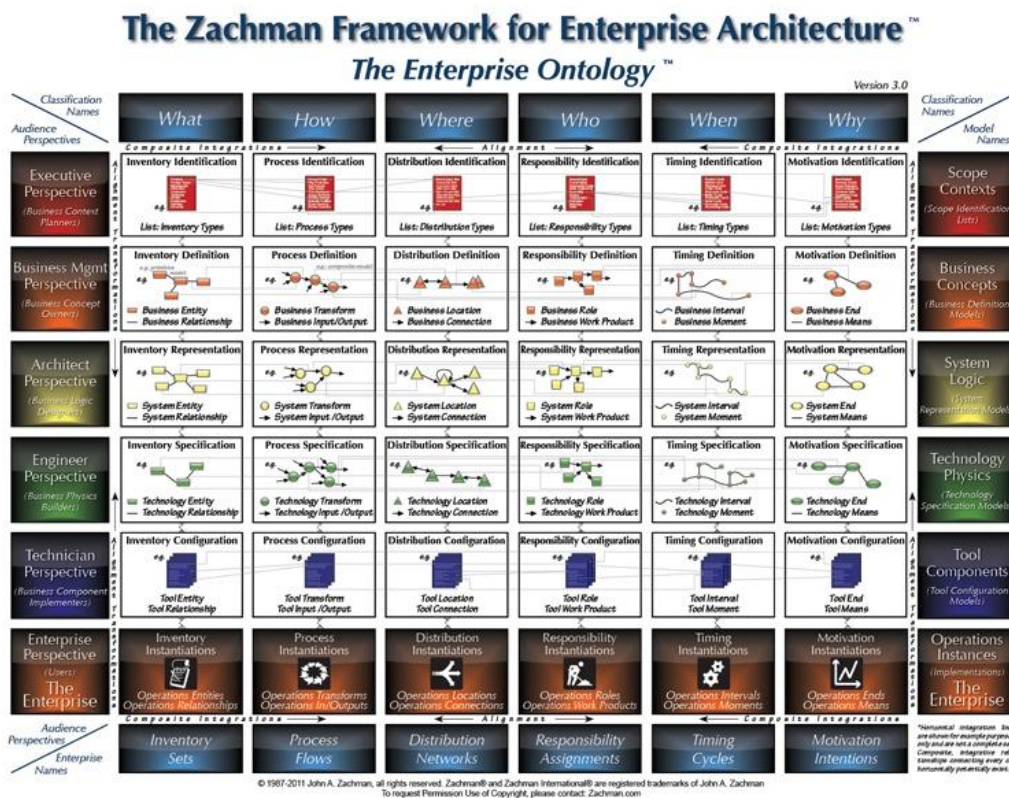 The Zachman Framework for Enterprise Architecture ™
The Enterprise Ontology ™
Version 3.0
Classification
Names
Audience
Perspectives
What
How
Where
Who
When
Why
Classification
Names
Model
Names
Composite Integrations
Alignment
Composite Integrations
Alignment
Transformations
Alignment
Transformations
Executive
Perspective
(Business Context
Planners)
Inventory Identification
e.g.
List: Inventory Types
Process Identification
e.g.
List: Process Types
Distribution Identification
e.g.
List: Distribution Types
Responsibility Identification
e.g.
List: Responsibility Types
Timing Identification
e.g.
List: Timing Types
Motivation Identification
e.g.
List: Motivation Types
Scope
Contexts
(Scope Identification
Lists)
Business Mgmt
Perspective
(Business Concept
Owners)
Inventory Definition
Business Entity
Business Relationship
Process Definition
Business Transform
Business Input/Output
Distribution Definition
e.g.
Business Location
Business Connection
Responsibility Definition
e.g.
Business Role
Business Work Product
Timing Definition
e.g.
Business Interval
Business Moment
Motivation Definition
e.g.
Business End
Business Means
Business
Concepts
(Business Definition
Models)
Architect
Perspective
(Business Logic
Designers)
Inventory Representation
e.g.
System Entity
System Relationship
Process Representation
e.g.
System Transform
System Input/Output
Distribution Representation
e.g.
System Location
System Connection
Responsibility Representation
e.g.
System Role
System Work Product
Timing Representation
e.g.
System Interval
System Moment
Motivation Representation
e.g.
System End
System Means
System
Logic
(System
Representation Models)
Engineer
Perspective
(Business Physics
Builders)
Inventory Specification
e.g.
Technology Entity
Technology Relationship
Process Specification
e.g.
Technology Transform
Technology Input/Output
Distribution Specification
e.g.
Technology Location
Technology Connection
Responsibility Specification
e.g.
Technology Role
Technology Work Product
Timing Specification
e.g.
Technology Interval
Technology Moment
Motivation Specification
e.g.
Technology End
Technology Means
Technology
Physics
(Technology
Specification Models)
Technician
Perspective
(Business Component
Implementers)
Inventory Configuration
e.g.
Tool Entity
Tool Relationship
Process Configuration
e.g.
Tool Transform
Tool Input/Output
Distribution Configuration
e.g.
Tool Location
Tool Connection
Responsibility Configuration
e.g.
Tool Role
Tool Work Product
Timing Configuration
e.g.
Tool Interval
Tool Moment
Motivation Configuration
e.g.
Tool End
Tool Means
Tool
Components
(Tool Configuration
Models)
Alignment
Transformations
Alignment
Transformations
Enterprise
Perspective
(Users)
The
Enterprise
Inventory
Instantiations
Operations Entities
Operations Relationships
Process
Instantiations
Operations Transforms
Operations In/Outputs
Distribution
Instantiations
Operations Locations
Operations Connections
Responsibility
Instantiations
Operations Roles
Operations Work Products
Timing
Instantiations
Operations Intervals
Operations Moments
Motivation
Instantiations
Operations Ends
Operations Means
Operations
Instances
(Implementations)
The
Enterprise
Composite Integrations
Alignment
Composite Integrations
Audience
Perspectives
Enterprise
Names
Inventory
Sets
Process
Flows
Distribution
Networks
Responsibility
Assignments
Timing
Cycles
Motivation
Intentions
© 1987-2011 John A. Zachman, all rights reserved. Zachman® and Zachman International® are registered trademarks of John A. Zachman
To request Permission Use of Copyright, please contact: Zachman.com